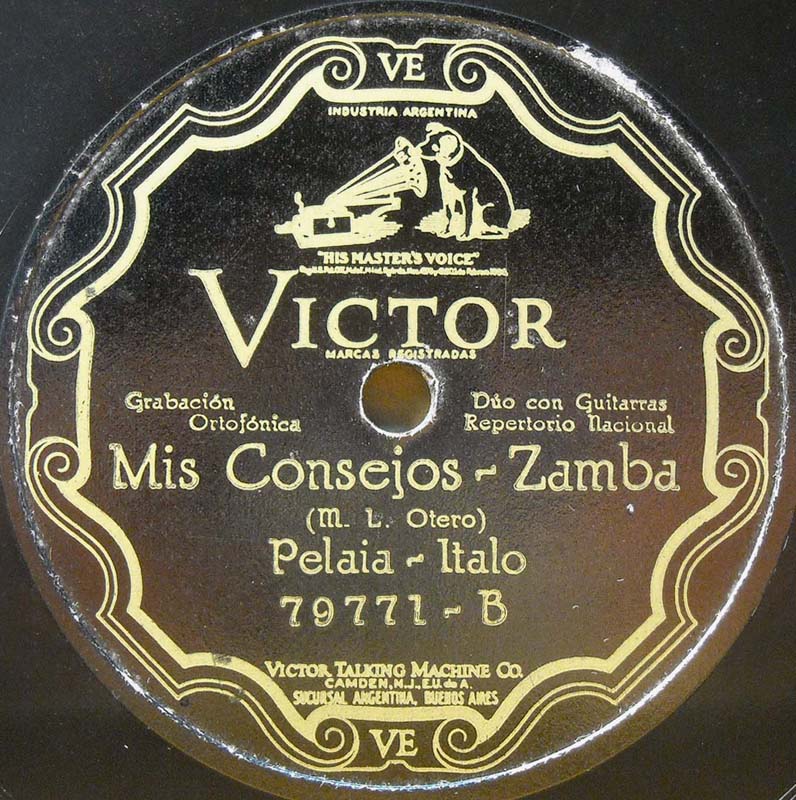 VE
INDUSTRIA ARGENTINA
"HIS MASTER'S VOICE"
VICTOR
MARCAS REGISTRADAS
Grabación Ortofónica
Dúo con Guitarras
Repertorio Nacional
Mis Consejos - Zamba
(M. L. Otero)
Pelaia - Italo
79771 - B
VICTOR TALKING MACHINE CO.
CAMDEN, N.J., E.U. de A.
SUCURSAL ARGENTINA, BUENOS AIRES
VE